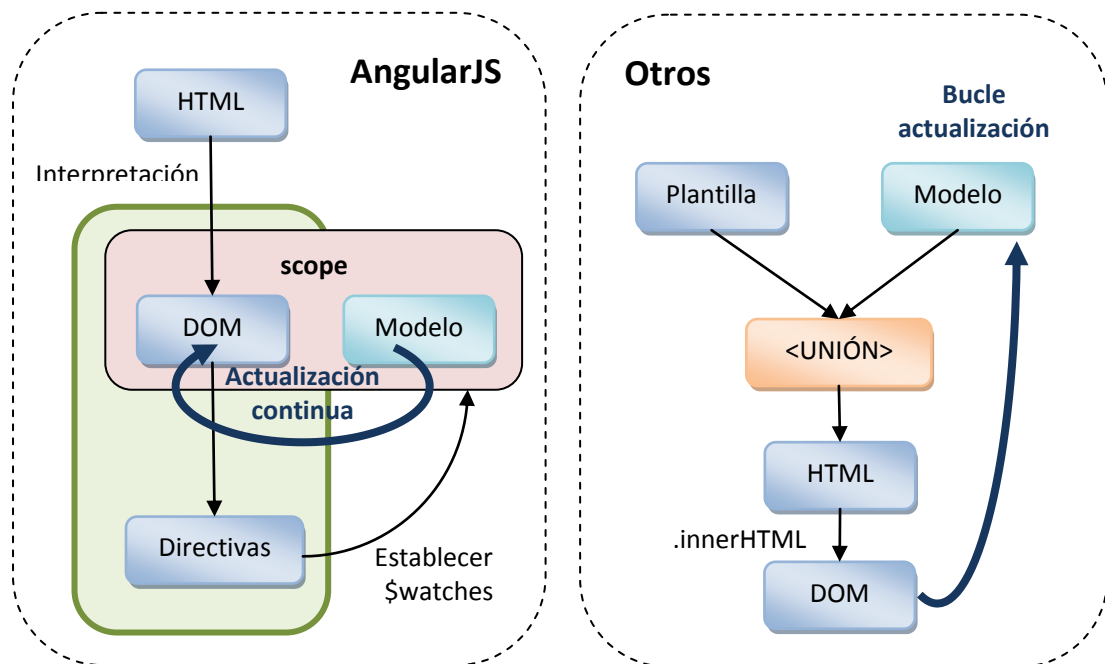 AngularJS
HTML
Interpretación
scope
DOM
Modelo
Actualización
continua
Directivas
Establecer
$watches
Otros
Bucle
actualización
Plantilla
Modelo
<UNIÓN>
HTML
.innerHTML
DOM